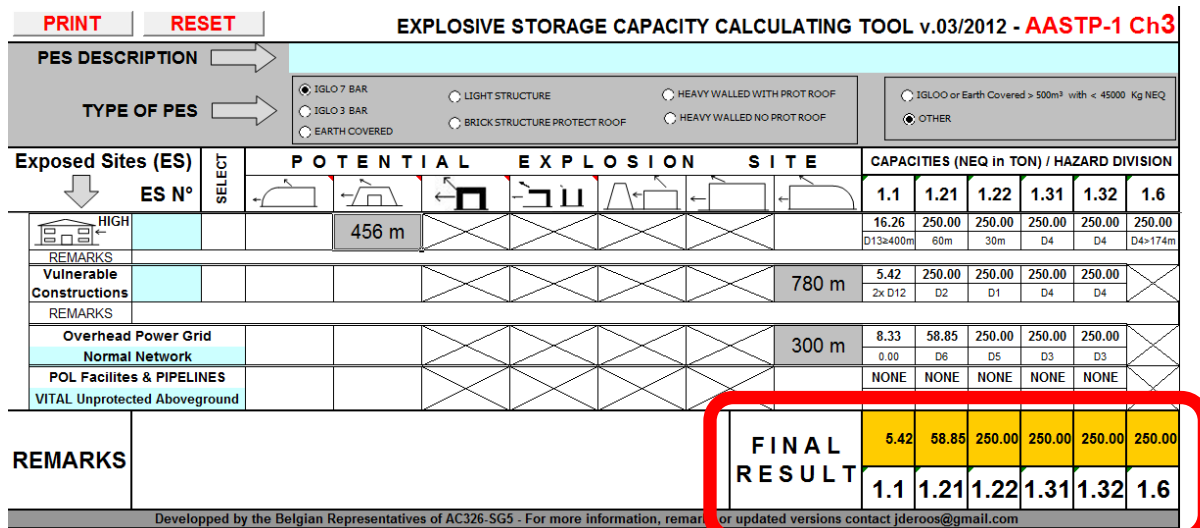 PRINT RESET EXPLOSIVE STORAGE CAPACITY CALCULATING TOOL v.03/2012 - AASTP-1 Ch3
PES DESCRIPTION
TYPE OF PES
IGLO 7 BAR
IGLO 3 BAR
EARTH COVERED
LIGHT STRUCTURE
BRICK STRUCTURE PROTECT ROOF
HEAVY WALLED WITH PROT ROOF
HEAVY WALLED NO PROT ROOF
IGLOO or Earth Covered > 500m³ with < 45000 Kg NEQ
OTHER
Exposed Sites (ES) SELECT POTENTIAL EXPLOSION SITE CAPACITIES (NEQ in TON) / HAZARD DIVISION
ES N° 1.1 1.21 1.22 1.31 1.32 1.6
HIGH 456 m 16.26 250.00 250.00 250.00 250.00 250.00
D13≥400m 60m 30m D4 D4 D4>174m
REMARKS
Vulnerable Constructions 780 m 5.42 250.00 250.00 250.00 250.00
2x D12 D2 D1 D4 D4
REMARKS
Overhead Power Grid 300 m 8.33 58.85 250.00 250.00 250.00
Normal Network 0.00 D6 D5 D3 D3
POL Facilites & PIPELINES NONE NONE NONE NONE NONE
VITAL Unprotected Aboveground
REMARKS FINAL RESULT 5.42 58.85 250.00 250.00 250.00 250.00
1.1 1.21 1.22 1.31 1.32 1.6
Developped by the Belgian Representatives of AC326-SG5 - For more information, remark or updated versions contact jderoos@gmail.com